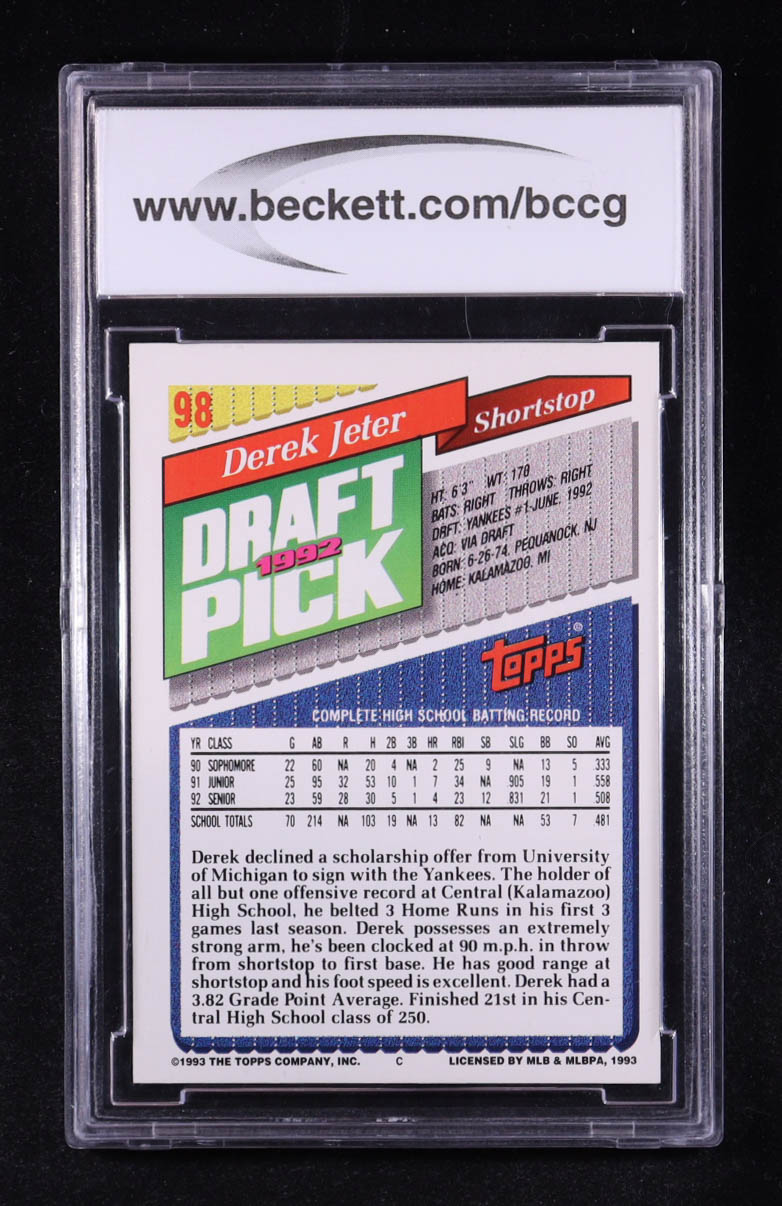 www.beckett.com/bccg
98
Derek Jeter
Shortstop
DRAFT
1992
PICK
HT: 6'3" WT: 170
BATS: RIGHT THROWS: RIGHT
DRFT: YANKEES #1-JUNE, 1992
ACQ: VIA DRAFT
BORN: 6-26-74, PEQUANOCK, NJ
HOME: KALAMAZOO, MI
Topps®
COMPLETE HIGH SCHOOL BATTING RECORD
YR CLASS G AB R H 2B 3B HR RBI SB SLG BB SO AVG
90 SOPHOMORE 22 60 NA 20 4 NA 2 25 9 NA 13 5 .333
91 JUNIOR 25 95 32 53 10 1 7 34 NA .905 19 1 .558
92 SENIOR 23 59 28 30 5 1 4 23 12 .831 21 1 .508
SCHOOL TOTALS 70 214 NA 103 19 NA 13 82 NA NA 53 7 .481
Derek declined a scholarship offer from University
of Michigan to sign with the Yankees. The holder of
all but one offensive record at Central (Kalamazoo)
High School, he belted 3 Home Runs in his first 3
games last season. Derek possesses an extremely
strong arm, he's been clocked at 90 m.p.h. in throw
from shortstop to first base. He has good range at
shortstop and his foot speed is excellent. Derek had a
3.82 Grade Point Average. Finished 21st in his Cen-
tral High School class of 250.
©1993 THE TOPPS COMPANY, INC. C LICENSED BY MLB & MLBPA, 1993